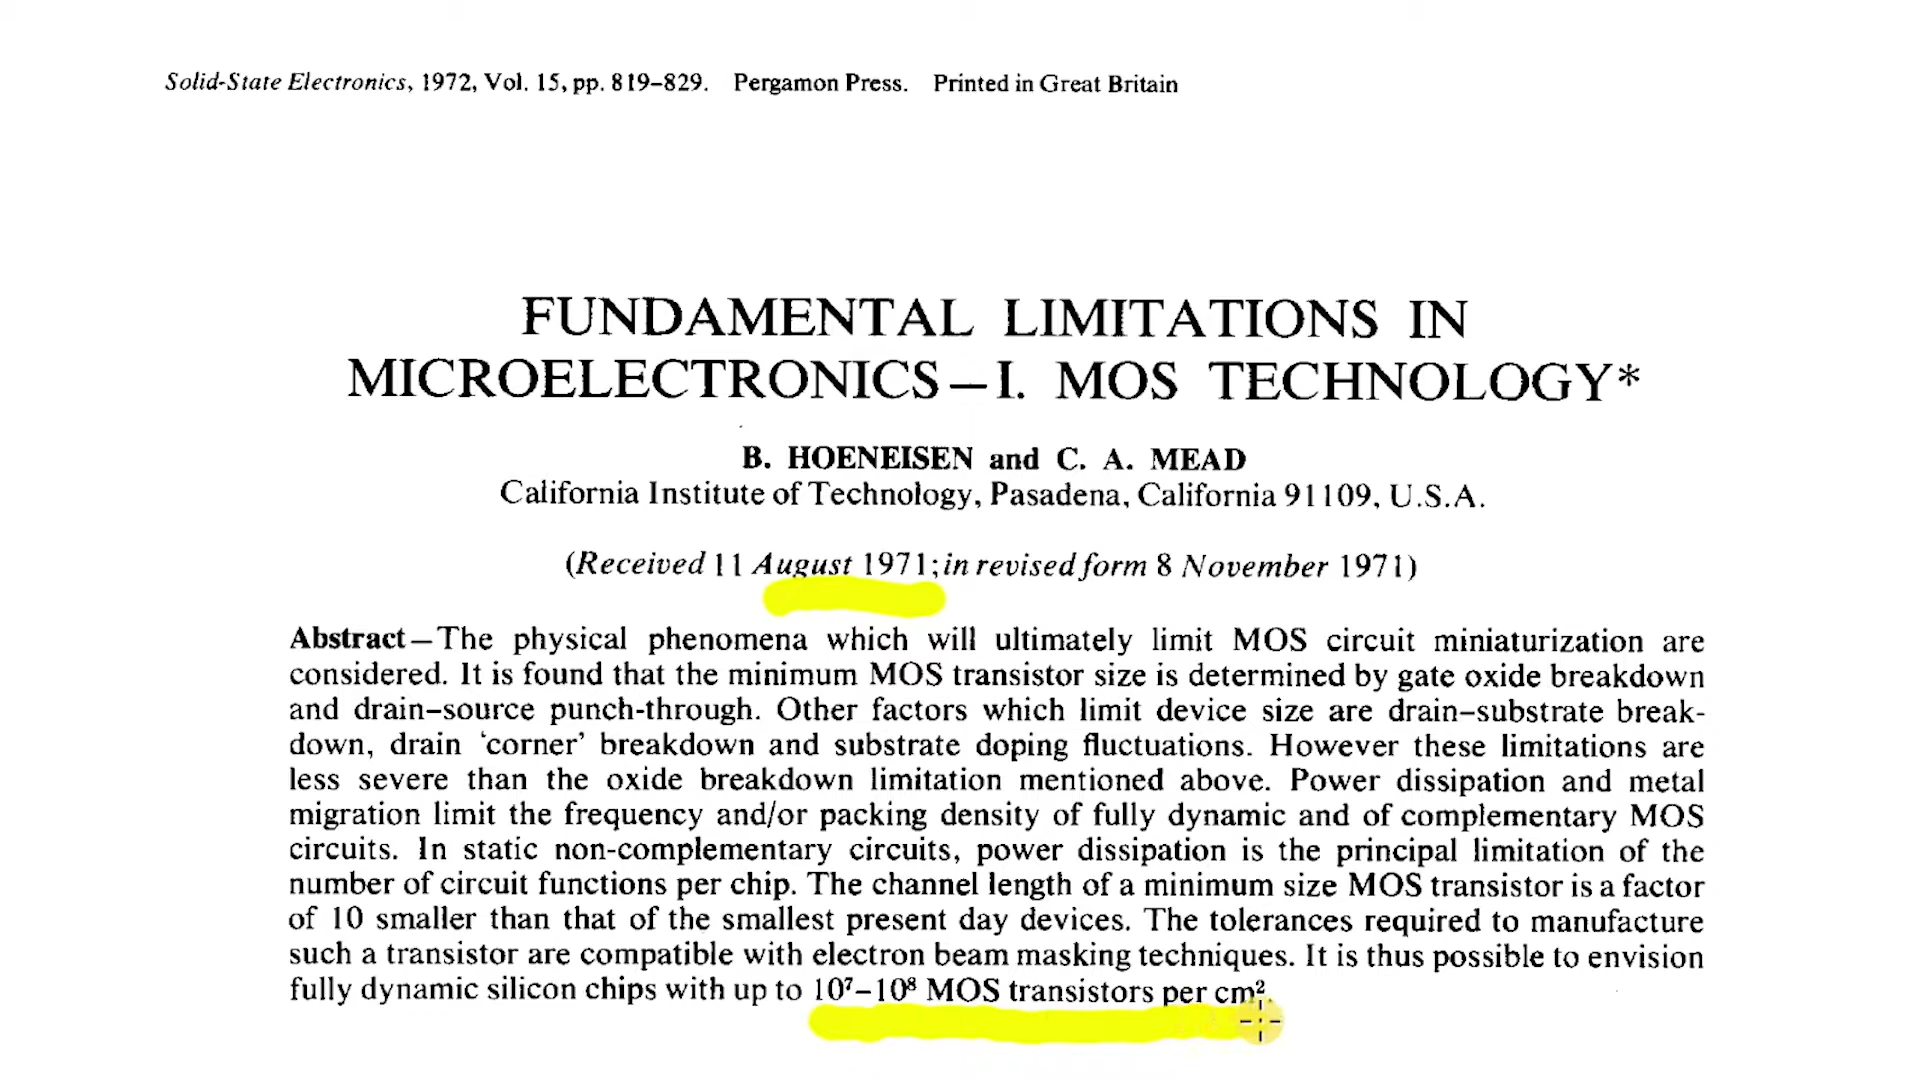 Solid-State Electronics, 1972, Vol. 15, pp. 819–829. Pergamon Press. Printed in Great Britain
FUNDAMENTAL LIMITATIONS IN
MICROELECTRONICS—I. MOS TECHNOLOGY*
B. HOENEISEN and C. A. MEAD
California Institute of Technology, Pasadena, California 91109, U.S.A.
(Received 11 August 1971; in revised form 8 November 1971)
Abstract—The physical phenomena which will ultimately limit MOS circuit miniaturization are
considered. It is found that the minimum MOS transistor size is determined by gate oxide breakdown
and drain–source punch-through. Other factors which limit device size are drain–substrate break-
down, drain ‘corner’ breakdown and substrate doping fluctuations. However these limitations are
less severe than the oxide breakdown limitation mentioned above. Power dissipation and metal
migration limit the frequency and/or packing density of fully dynamic and of complementary MOS
circuits. In static non-complementary circuits, power dissipation is the principal limitation of the
number of circuit functions per chip. The channel length of a minimum size MOS transistor is a factor
of 10 smaller than that of the smallest present day devices. The tolerances required to manufacture
such a transistor are compatible with electron beam masking techniques. It is thus possible to envision
fully dynamic silicon chips with up to 10⁷–10⁸ MOS transistors per cm².